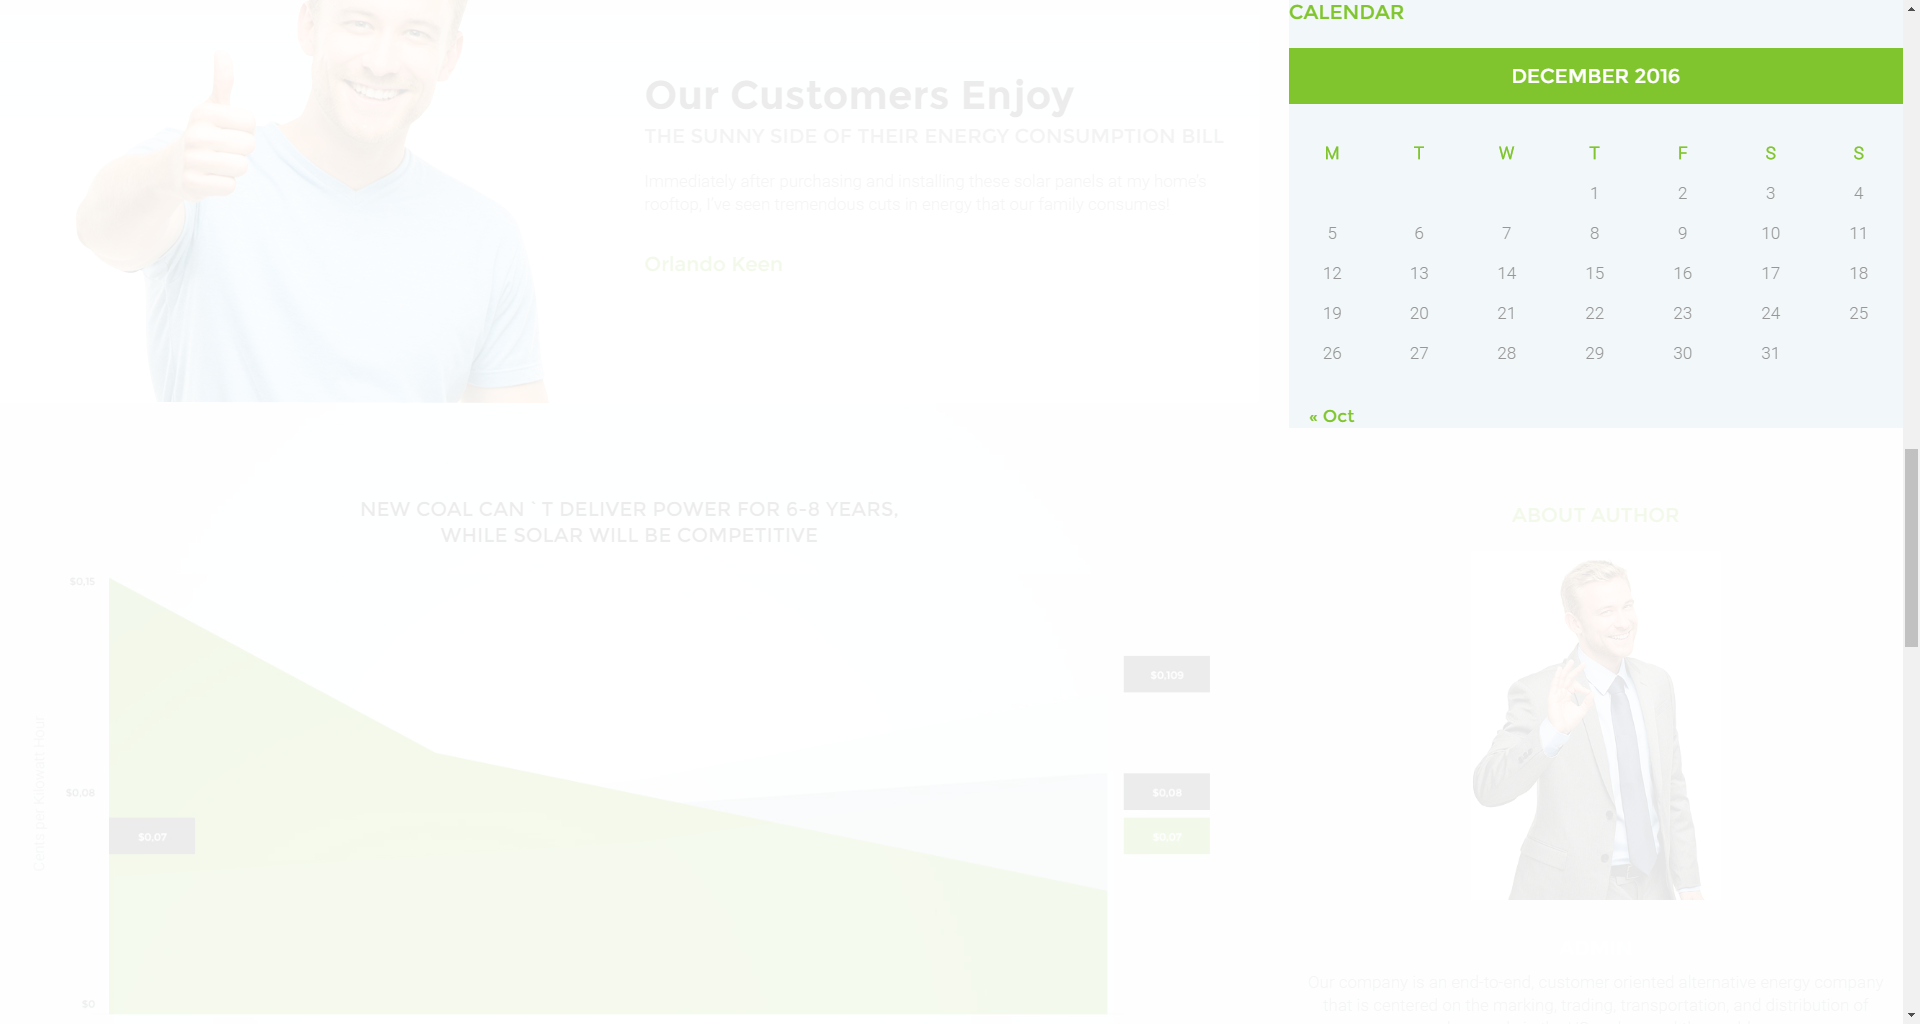 Our Customers Enjoy
THE SUNNY SIDE OF THEIR ENERGY CONSUMPTION BILL
Immediately after purchasing and installing these solar panels at my home's
rooftop, I've seen tremendous cuts in energy that our family consumes!
Orlando Keen
NEW COAL CAN`T DELIVER POWER FOR 6-8 YEARS,
WHILE SOLAR WILL BE COMPETITIVE
$0,15
$0,109
Cents per Kilowatt Hour
$0,08
$0,08
$0,07
$0,07
$0
CALENDAR
DECEMBER 2016
M T W T F S S
1 2 3 4
5 6 7 8 9 10 11
12 13 14 15 16 17 18
19 20 21 22 23 24 25
26 27 28 29 30 31
« Oct
ABOUT AUTHOR
Our company is an end-to-end, customer oriented alternative energy company
that is centered on the marking, trading, transportation, and distribution of